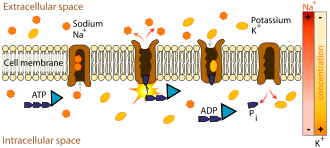 Extracellular space
Na+
Sodium
Na+
Potassium
K+
- +
Cell membrane
concentration
ATP
ADP
Pi
Intracellular space
+ -
K+